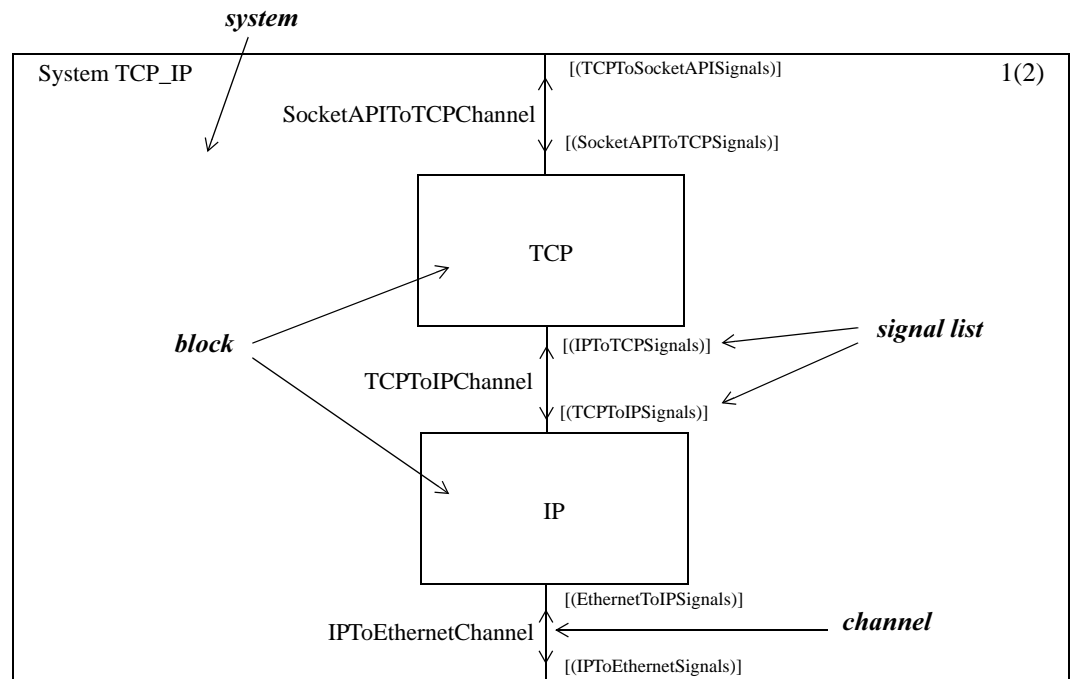 system
System TCP_IP
[(TCPToSocketAPISignals)]
1(2)
SocketAPIToTCPChannel
[(SocketAPIToTCPSignals)]
TCP
block
[(IPToTCPSignals)]
signal list
TCPToIPChannel
[(TCPToIPSignals)]
IP
[(EthernetToIPSignals)]
IPToEthernetChannel
channel
[(IPToEthernetSignals)]